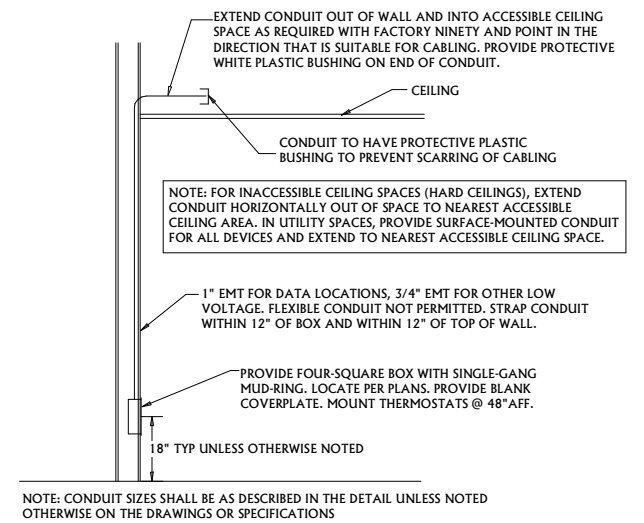 EXTEND CONDUIT OUT OF WALL AND INTO ACCESSIBLE CEILING
SPACE AS REQUIRED WITH FACTORY NINETY AND POINT IN THE
DIRECTION THAT IS SUITABLE FOR CABLING. PROVIDE PROTECTIVE
WHITE PLASTIC BUSHING ON END OF CONDUIT.
CEILING
CONDUIT TO HAVE PROTECTIVE PLASTIC
BUSHING TO PREVENT SCARRING OF CABLING
NOTE: FOR INACCESSIBLE CEILING SPACES (HARD CEILINGS), EXTEND
CONDUIT HORIZONTALLY OUT OF SPACE TO NEAREST ACCESSIBLE
CEILING AREA. IN UTILITY SPACES, PROVIDE SURFACE-MOUNTED CONDUIT
FOR ALL DEVICES AND EXTEND TO NEAREST ACCESSIBLE CEILING SPACE.
1" EMT FOR DATA LOCATIONS, 3/4" EMT FOR OTHER LOW
VOLTAGE. FLEXIBLE CONDUIT NOT PERMITTED. STRAP CONDUIT
WITHIN 12" OF BOX AND WITHIN 12" OF TOP OF WALL.
PROVIDE FOUR-SQUARE BOX WITH SINGLE-GANG
MUD-RING. LOCATE PER PLANS. PROVIDE BLANK
COVERPLATE. MOUNT THERMOSTATS @ 48"AFF.
18" TYP UNLESS OTHERWISE NOTED
NOTE: CONDUIT SIZES SHALL BE AS DESCRIBED IN THE DETAIL UNLESS NOTED
OTHERWISE ON THE DRAWINGS OR SPECIFICATIONS